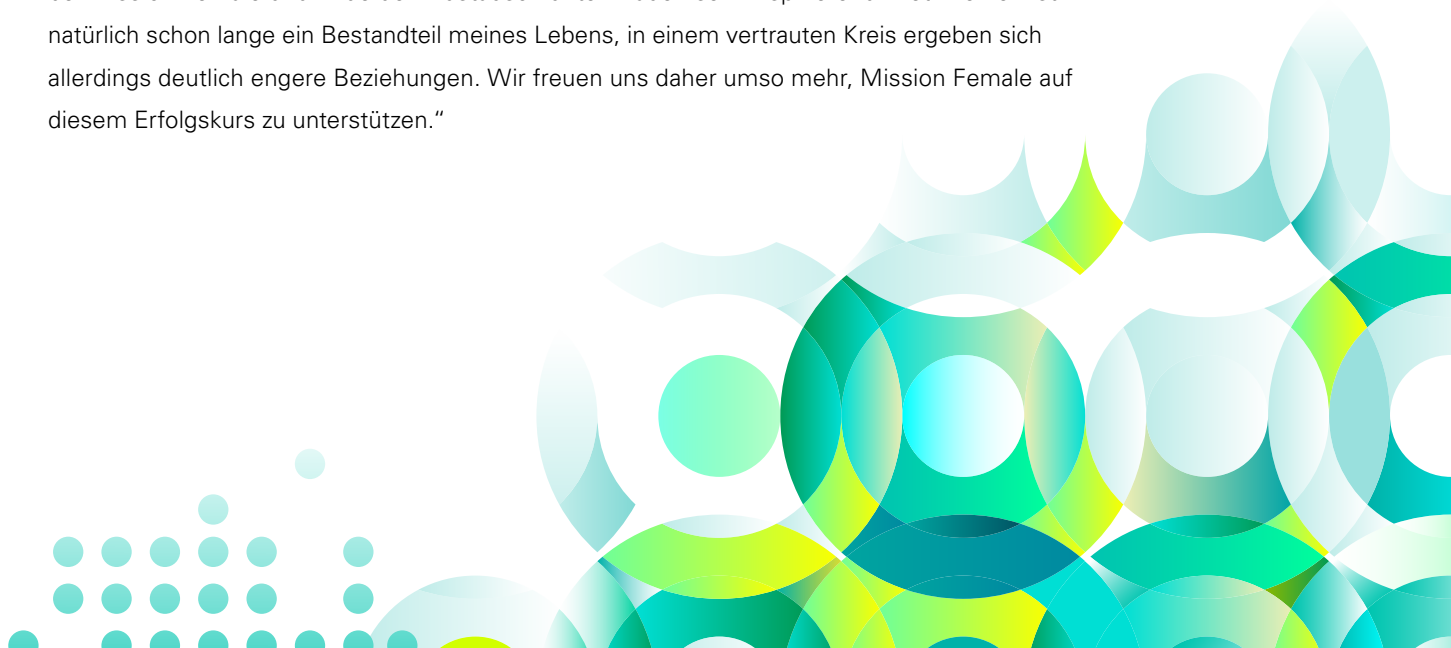 natürlich schon lange ein Bestandteil meines Lebens, in einem vertrauten Kreis ergeben sich
allerdings deutlich engere Beziehungen. Wir freuen uns daher umso mehr, Mission Female auf
diesem Erfolgskurs zu unterstützen.“